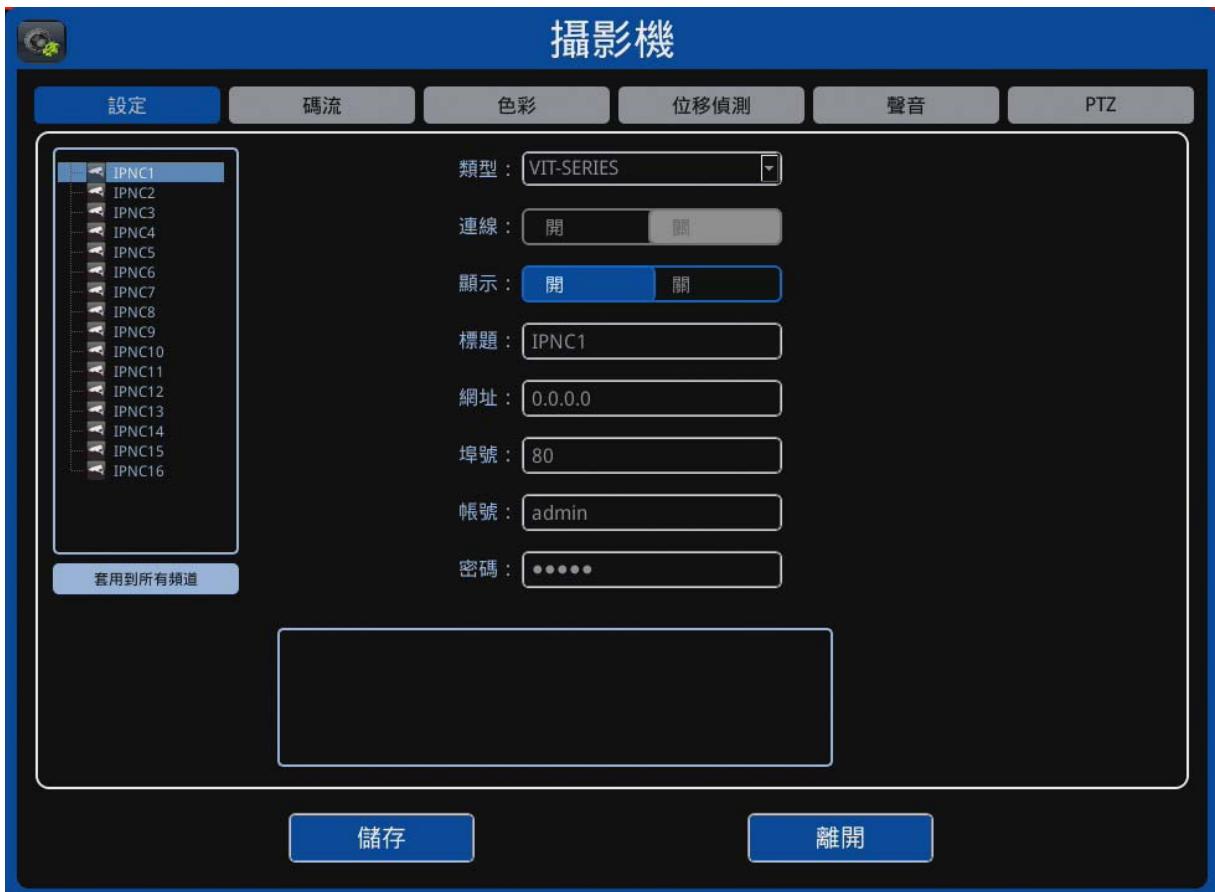 攝影機
設定 碼流 色彩 位移偵測 聲音 PTZ
IPNC1
IPNC2
IPNC3
IPNC4
IPNC5
IPNC6
IPNC7
IPNC8
IPNC9
IPNC10
IPNC11
IPNC12
IPNC13
IPNC14
IPNC15
IPNC16
套用到所有頻道
類型：VIT-SERIES
連線：開 關
顯示：開 關
標題：IPNC1
網址：0.0.0.0
埠號：80
帳號：admin
密碼：●●●●●
儲存 離開